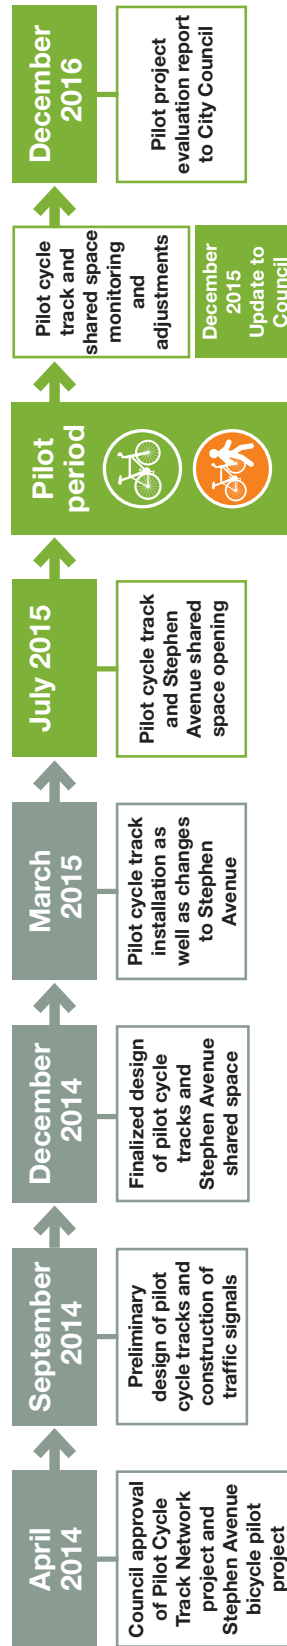 April
2014
Council approval
of Pilot Cycle
Track Network
project and
Stephen Avenue
bicycle pilot
project
September
2014
Preliminary
design of pilot
cycle tracks and
construction of
traffic signals
December
2014
Finalized design
of pilot cycle
tracks and
Stephen Avenue
shared space
March
2015
Pilot cycle track
installation as
well as changes
to Stephen
Avenue
July 2015
Pilot cycle track
and Stephen
Avenue shared
space opening
Pilot
period
Pilot cycle
track and
shared space
monitoring
and
adjustments
December
2015
Update to
Council
December
2016
Pilot project
evaluation report
to City Council